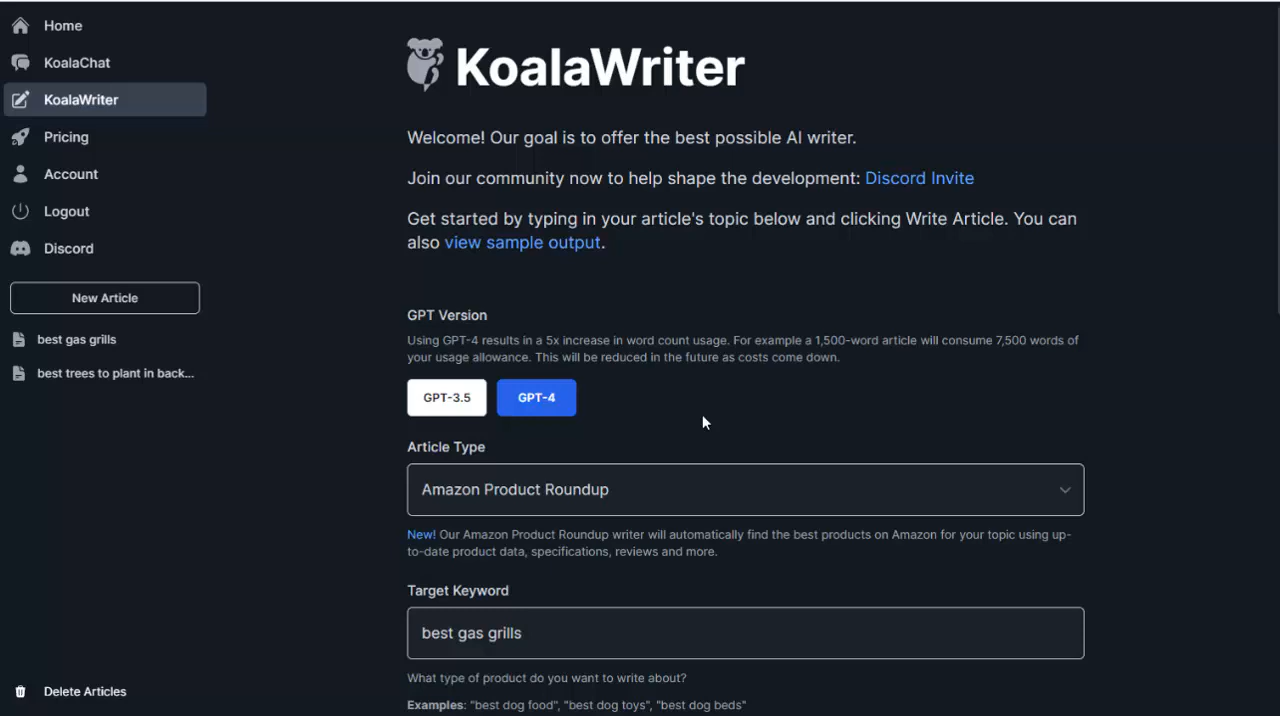 Home
KoalaChat
KoalaWriter
Pricing
Account
Logout
Discord
New Article
best gas grills
best trees to plant in back...
Delete Articles
KoalaWriter
Welcome! Our goal is to offer the best possible AI writer.
Join our community now to help shape the development: Discord Invite
Get started by typing in your article's topic below and clicking Write Article. You can
also view sample output.
GPT Version
Using GPT-4 results in a 5x increase in word count usage. For example a 1,500-word article will consume 7,500 words of
your usage allowance. This will be reduced in the future as costs come down.
GPT-3.5
GPT-4
Article Type
Amazon Product Roundup
New! Our Amazon Product Roundup writer will automatically find the best products on Amazon for your topic using up-
to-date product data, specifications, reviews and more.
Target Keyword
best gas grills
What type of product do you want to write about?
Examples: "best dog food", "best dog toys", "best dog beds"